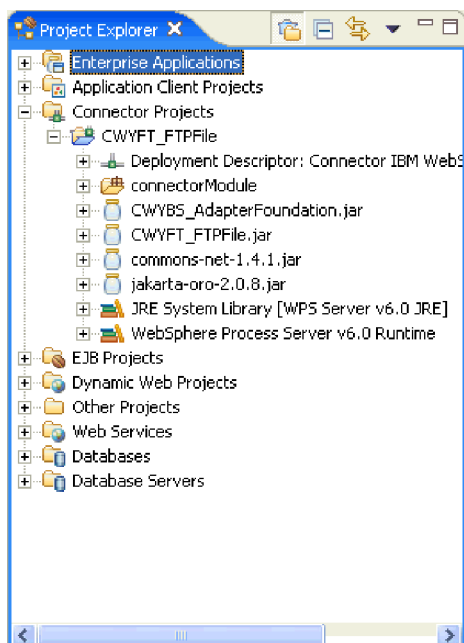 Project Explorer
Enterprise Applications
Application Client Projects
Connector Projects
CWYFT_FTPFile
Deployment Descriptor: Connector IBM WebS
connectorModule
CWYBS_AdapterFoundation.jar
CWYFT_FTPFile.jar
commons-net-1.4.1.jar
jakarta-oro-2.0.8.jar
JRE System Library [WPS Server v6.0 JRE]
WebSphere Process Server v6.0 Runtime
EJB Projects
Dynamic Web Projects
Other Projects
Web Services
Databases
Database Servers